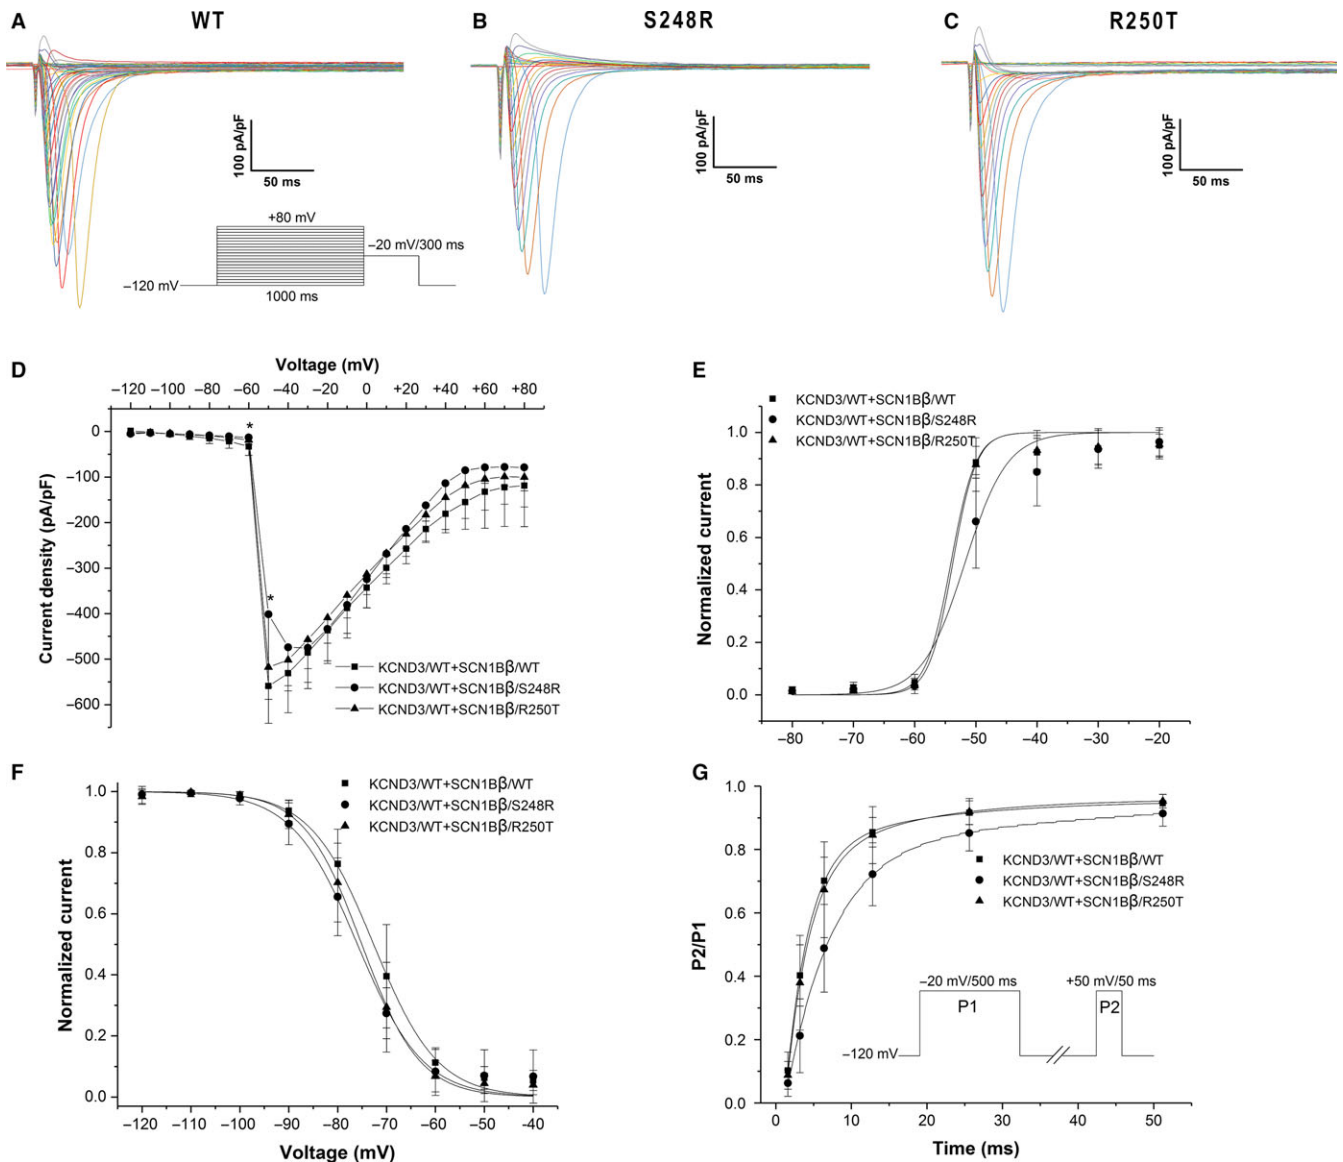 A WT
B S248R
C R250T
100 pA/pF
50 ms
100 pA/pF
50 ms
100 pA/pF
50 ms
+80 mV
–20 mV/300 ms
–120 mV
1000 ms
D
Voltage (mV)
–120 –100 –80 –60 –40 –20 0 +20 +40 +60 +80
Current density (pA/pF)
0
–100
–200
–300
–400
–500
–600
*
*
KCND3/WT+SCN1Bβ/WT
KCND3/WT+SCN1Bβ/S248R
KCND3/WT+SCN1Bβ/R250T
E
KCND3/WT+SCN1Bβ/WT
KCND3/WT+SCN1Bβ/S248R
KCND3/WT+SCN1Bβ/R250T
Normalized current
1.0
0.8
0.6
0.4
0.2
0.0
–80 –70 –60 –50 –40 –30 –20
F
KCND3/WT+SCN1Bβ/WT
KCND3/WT+SCN1Bβ/S248R
KCND3/WT+SCN1Bβ/R250T
Normalized current
1.0
0.8
0.6
0.4
0.2
0.0
–120 –110 –100 –90 –80 –70 –60 –50 –40
Voltage (mV)
G
P2/P1
1.0
0.8
0.6
0.4
0.2
0.0
KCND3/WT+SCN1Bβ/WT
KCND3/WT+SCN1Bβ/S248R
KCND3/WT+SCN1Bβ/R250T
–20 mV/500 ms
+50 mV/50 ms
P1
P2
–120 mV
0 10 20 30 40 50
Time (ms)